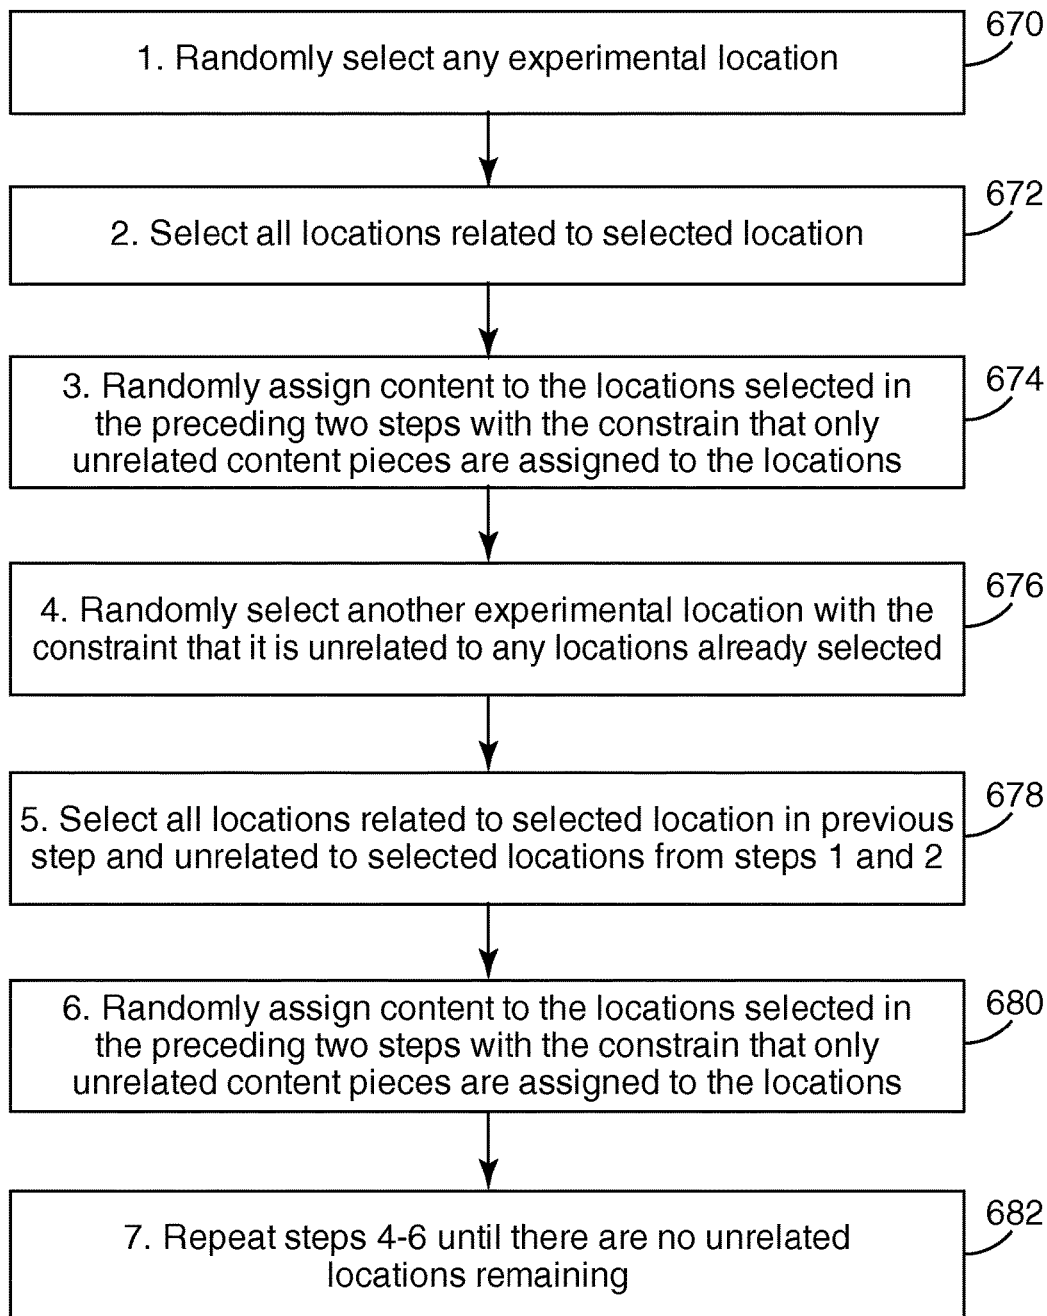 670
1. Randomly select any experimental location
672
2. Select all locations related to selected location
674
3. Randomly assign content to the locations selected in
the preceding two steps with the constrain that only
unrelated content pieces are assigned to the locations
676
4. Randomly select another experimental location with the
constraint that it is unrelated to any locations already selected
678
5. Select all locations related to selected location in previous
step and unrelated to selected locations from steps 1 and 2
680
6. Randomly assign content to the locations selected in
the preceding two steps with the constrain that only
unrelated content pieces are assigned to the locations
682
7. Repeat steps 4-6 until there are no unrelated
locations remaining